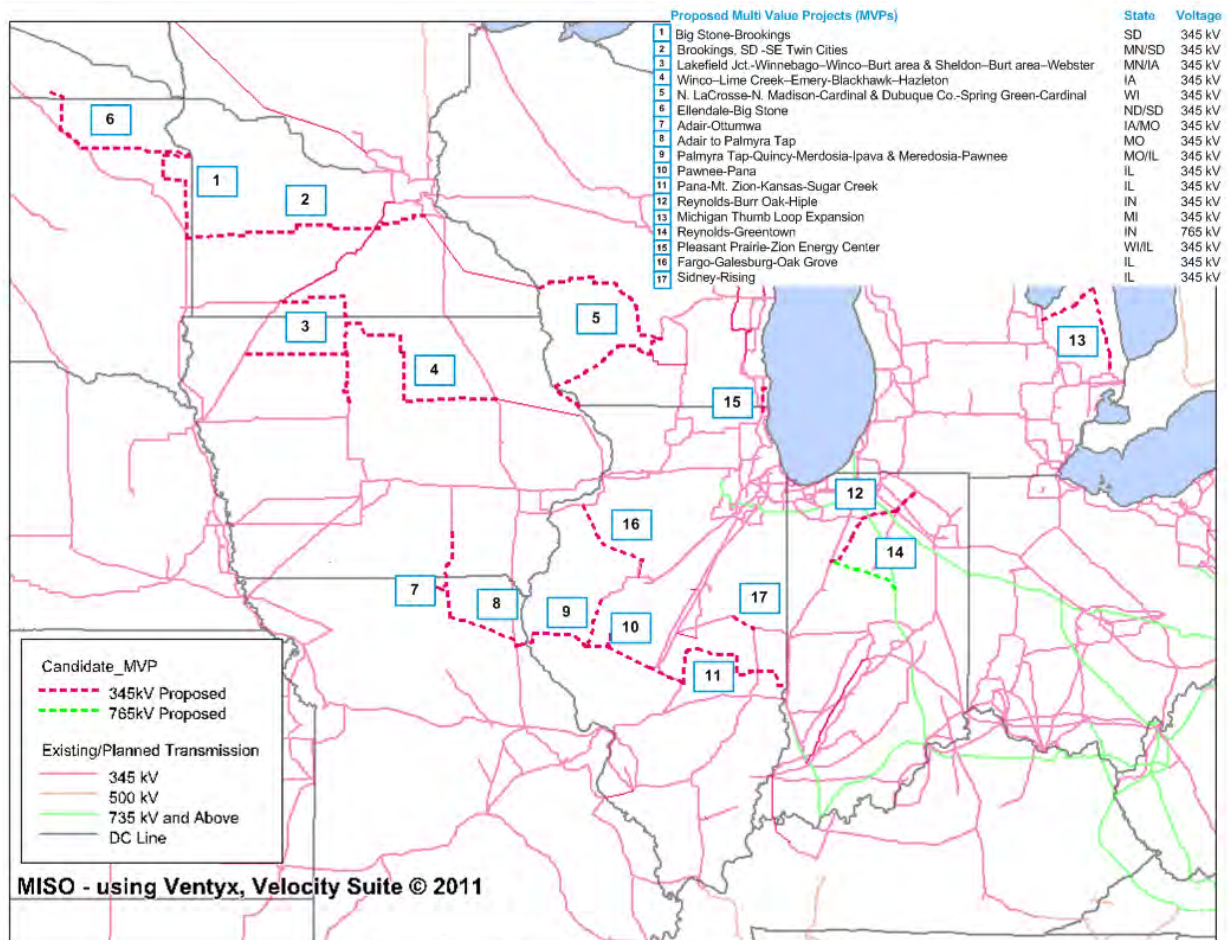 Proposed Multi Value Projects (MVPs) State Voltage
1 Big Stone-Brookings SD 345 kV
2 Brookings, SD -SE Twin Cities MN/SD 345 kV
3 Lakefield Jct.-Winnebago-Winco-Burt area & Sheldon-Burt area-Webster MN/IA 345 kV
4 Winco-Lime Creek-Emery-Blackhawk-Hazleton IA 345 kV
5 N. LaCrosse-N. Madison-Cardinal & Dubuque Co.-Spring Green-Cardinal WI 345 kV
6 Ellendale-Big Stone ND/SD 345 kV
7 Adair-Ottumwa IA/MO 345 kV
8 Adair to Palmyra Tap MO 345 kV
9 Palmyra Tap-Quincy-Merdosia-Ipava & Meredosia-Pawnee MO/IL 345 kV
10 Pawnee-Pana IL 345 kV
11 Pana-Mt. Zion-Kansas-Sugar Creek IL 345 kV
12 Reynolds-Burr Oak-Hiple IN 345 kV
13 Michigan Thumb Loop Expansion MI 345 kV
14 Reynolds-Greentown IN 765 kV
15 Pleasant Prairie-Zion Energy Center WI/IL 345 kV
16 Fargo-Galesburg-Oak Grove IL 345 kV
17 Sidney-Rising IL 345 kV
6
1
2
3
5
13
4
15
12
16
14
7
8
9
17
10
11
Candidate_MVP
345kV Proposed
765kV Proposed
Existing/Planned Transmission
345 kV
500 kV
735 kV and Above
DC Line
MISO - using Ventyx, Velocity Suite © 2011